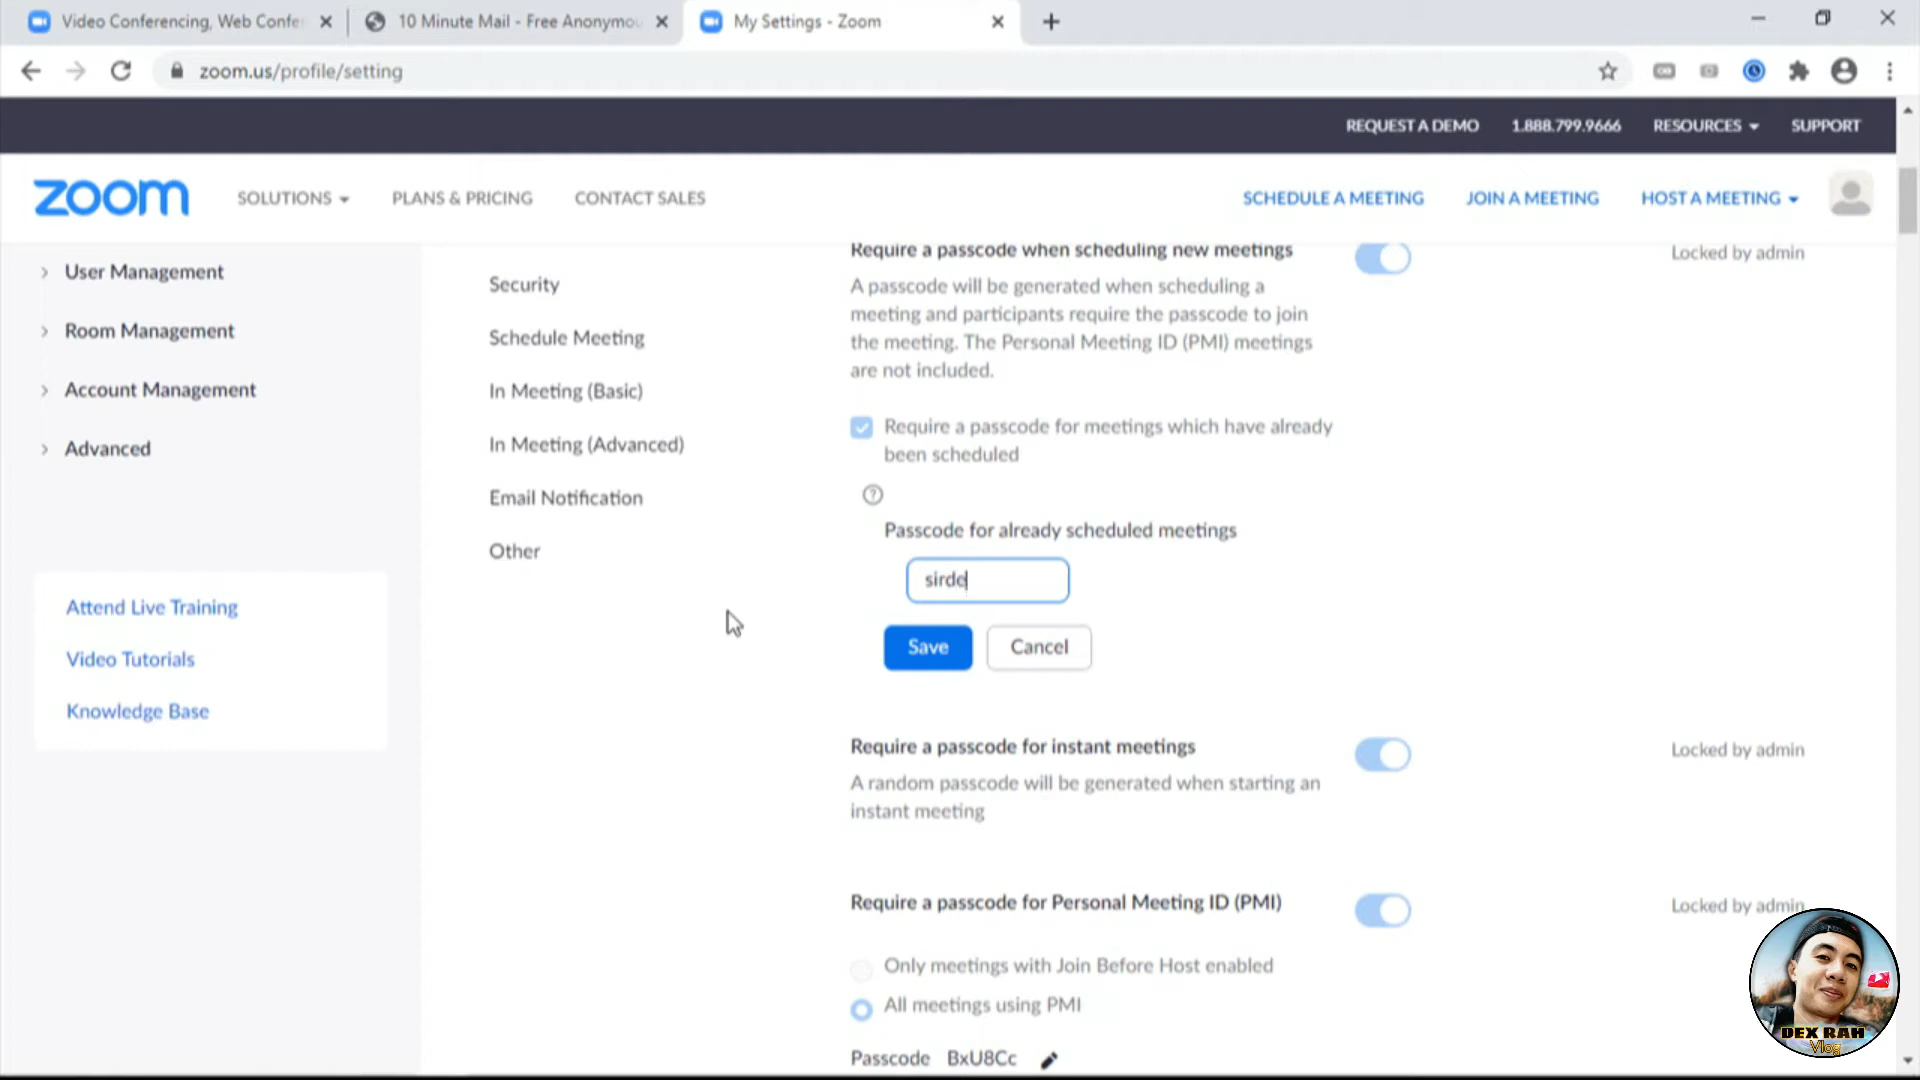 Video Conferencing, Web Confe
10 Minute Mail - Free Anonymou
My Settings - Zoom
zoom.us/profile/setting
REQUEST A DEMO
1.888.799.9666
RESOURCES
SUPPORT
zoom
SOLUTIONS
PLANS & PRICING
CONTACT SALES
SCHEDULE A MEETING
JOIN A MEETING
HOST A MEETING
User Management
Room Management
Account Management
Advanced
Attend Live Training
Video Tutorials
Knowledge Base
Security
Schedule Meeting
In Meeting (Basic)
In Meeting (Advanced)
Email Notification
Other
Require a passcode when scheduling new meetings
Locked by admin
A passcode will be generated when scheduling a
meeting and participants require the passcode to join
the meeting. The Personal Meeting ID (PMI) meetings
are not included.
Require a passcode for meetings which have already
been scheduled
?
Passcode for already scheduled meetings
sirde
Save
Cancel
Require a passcode for instant meetings
Locked by admin
A random passcode will be generated when starting an
instant meeting
Require a passcode for Personal Meeting ID (PMI)
Locked by admin
Only meetings with Join Before Host enabled
All meetings using PMI
Passcode BxU8Cc
DEX RAH
Vlog